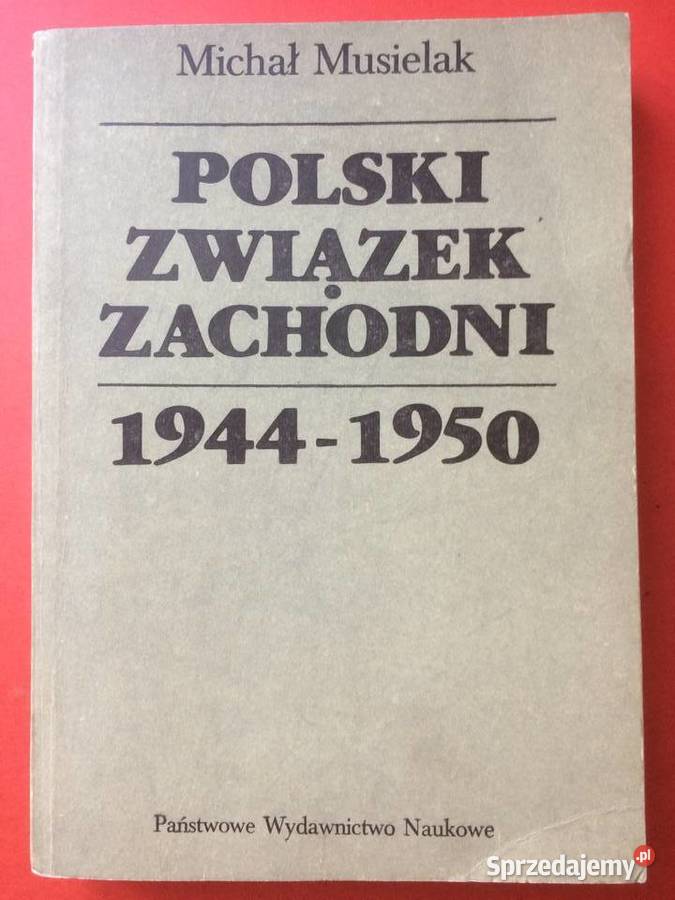 Michał Musielak
POLSKI
ZWIĄZEK
ZACHODNI
1944-1950
Państwowe Wydawnictwo Naukowe
Sprzedajemy.pl